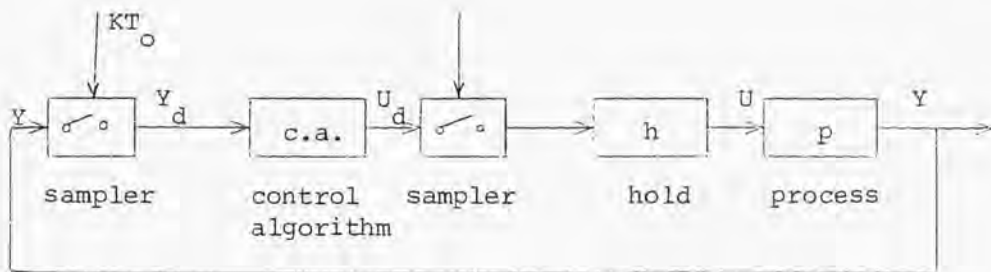 KT o
Y Y d U d U Y
c.a. h p
sampler control sampler hold process
algorithm